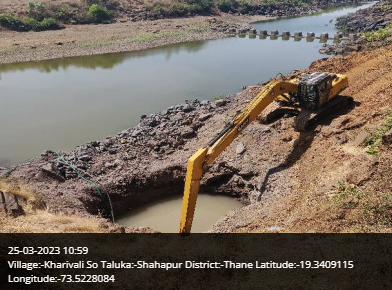 25-03-2023 10:59
Village:-Kharivali So Taluka:-Shahapur District:-Thane Latitude:-19.3409115
Longitude:-73.5228084